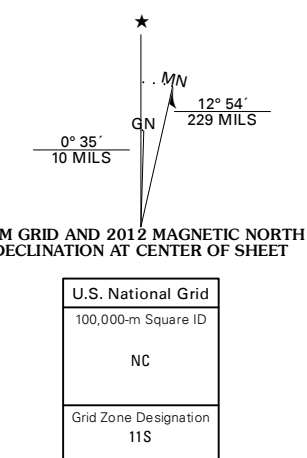 ★
MN
GN
12° 54´
229 MILS
0° 35´
10 MILS
M GRID AND 2012 MAGNETIC NORTH
DECLINATION AT CENTER OF SHEET
U.S. National Grid
100,000-m Square ID
NC
Grid Zone Designation
11S